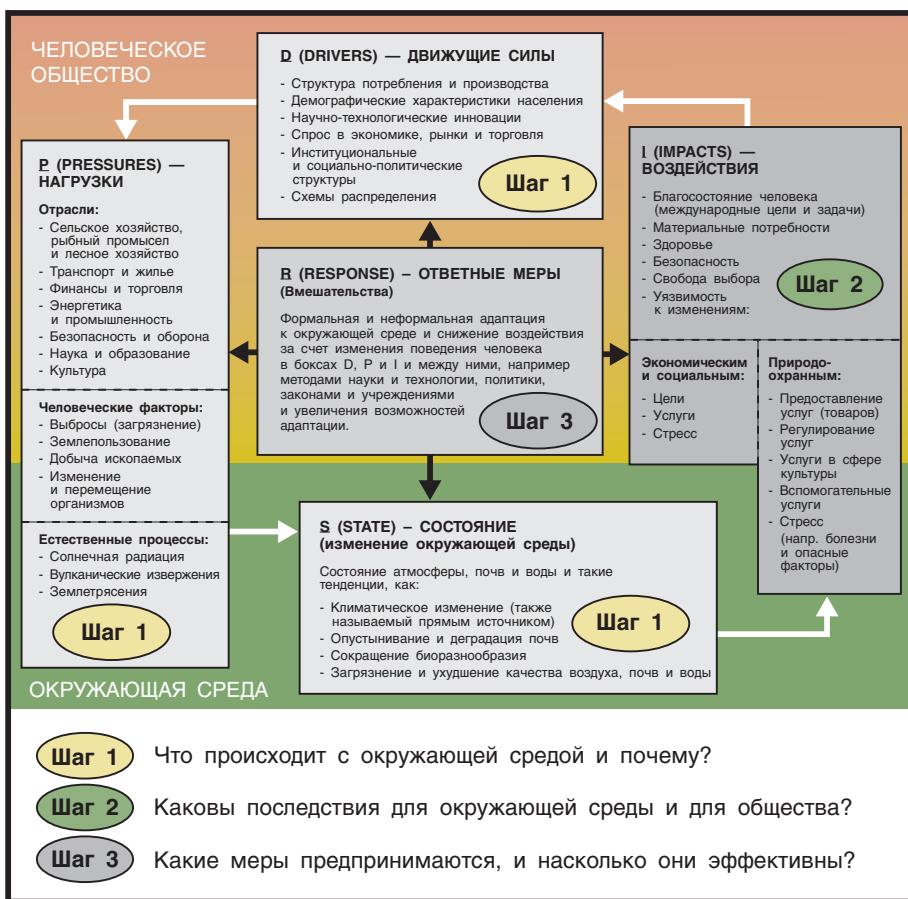 ЧЕЛОВЕЧЕСКОЕ
ОБЩЕСТВО
D (DRIVERS) — ДВИЖУЩИЕ СИЛЫ
- Структура потребления и производства
- Демографические характеристики населения
- Научно-технологические инновации
- Спрос в экономике, рынки и торговля
- Институциональные
и социально-политические
структуры
- Схемы распределения
Шаг 1
P (PRESSURES) —
НАГРУЗКИ
Отрасли:
- Сельское хозяйство,
рыбный промысел
и лесное хозяйство
- Транспорт и жилье
- Финансы и торговля
- Энергетика
и промышленность
- Безопасность и оборона
- Наука и образование
- Культура
Человеческие факторы:
- Выбросы (загрязнение)
- Землепользование
- Добыча ископаемых
- Изменение
и перемещение
организмов
Естественные процессы:
- Солнечная радиация
- Вулканические извержения
- Землетрясения
Шаг 1
R (RESPONSE) – ОТВЕТНЫЕ МЕРЫ
(Вмешательства)
Формальная и неформальная адаптация
к окружающей среде и снижение воздействия
за счет изменения поведения человека
в боксах D, P и I и между ними, например
методами науки и технологии, политики,
законами и учреждениями
и увеличения возможностей
адаптации.
Шаг 3
I (IMPACTS) —
ВОЗДЕЙСТВИЯ
- Благосостояние человека
(международные цели и задачи)
- Материальные потребности
- Здоровье
- Безопасность
- Свобода выбора
- Уязвимость
к изменениям:
Шаг 2
Экономическим
и социальным:
- Цели
- Услуги
- Стресс
Природо-
охранным:
- Предоставление
услуг (товаров)
- Регулирование
услуг
- Услуги в сфере
культуры
- Вспомогательные
услуги
- Стресс
(напр. болезни
и опасные
факторы)
S (STATE) – СОСТОЯНИЕ
(изменение окружающей среды)
Состояние атмосферы, почв и воды и такие
тенденции, как:
- Климатическое изменение (также
называемый прямым источником)
- Опустынивание и деградация почв
- Сокращение биоразнообразия
- Загрязнение и ухудшение качества воздуха, почв и воды
Шаг 1
ОКРУЖАЮЩАЯ СРЕДА
Шаг 1 Что происходит с окружающей средой и почему?
Шаг 2 Каковы последствия для окружающей среды и для общества?
Шаг 3 Какие меры предпринимаются, и насколько они эффективны?